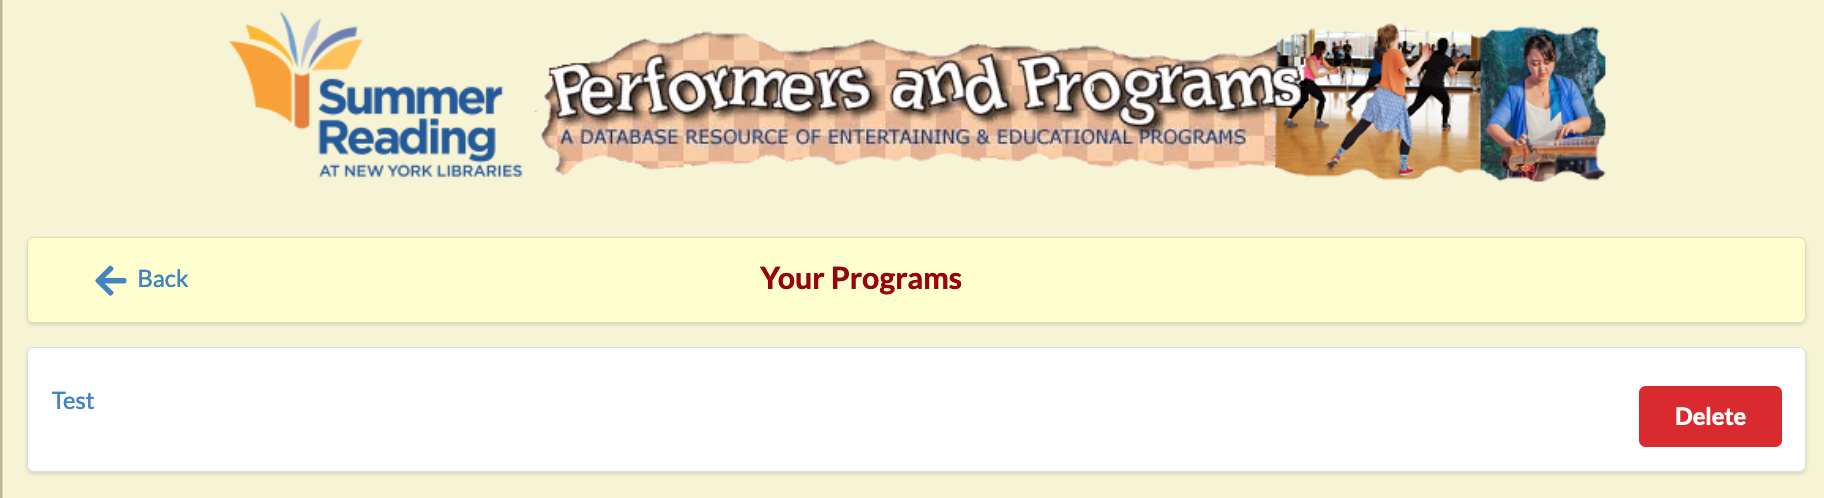 Summer
Reading
AT NEW YORK LIBRARIES
Performers and Programs
A DATABASE RESOURCE OF ENTERTAINING & EDUCATIONAL PROGRAMS
Back
Your Programs
Test
Delete